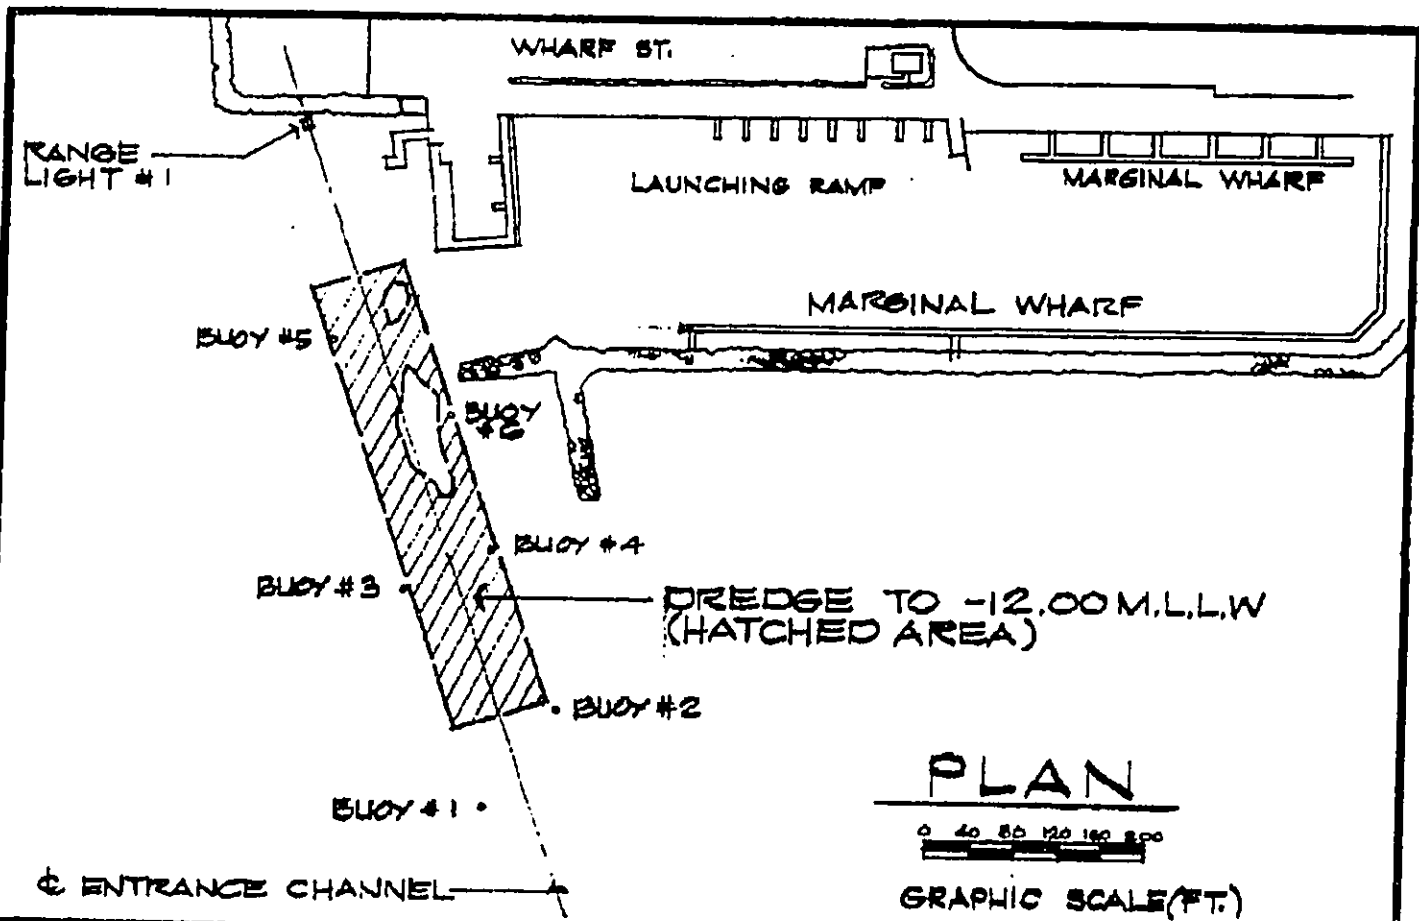 WHARF ST.
RANGE
LIGHT #1
LAUNCHING RAMP
MARGINAL WHARF
MARGINAL WHARF
BUOY #5
BUOY
#6
BUOY #4
BUOY #3
DREDGE TO -12.00 M.L.L.W
(HATCHED AREA)
BUOY #2
PLAN
BUOY #1
0 40 80 120 160 200
℄ ENTRANCE CHANNEL
GRAPHIC SCALE(FT.)